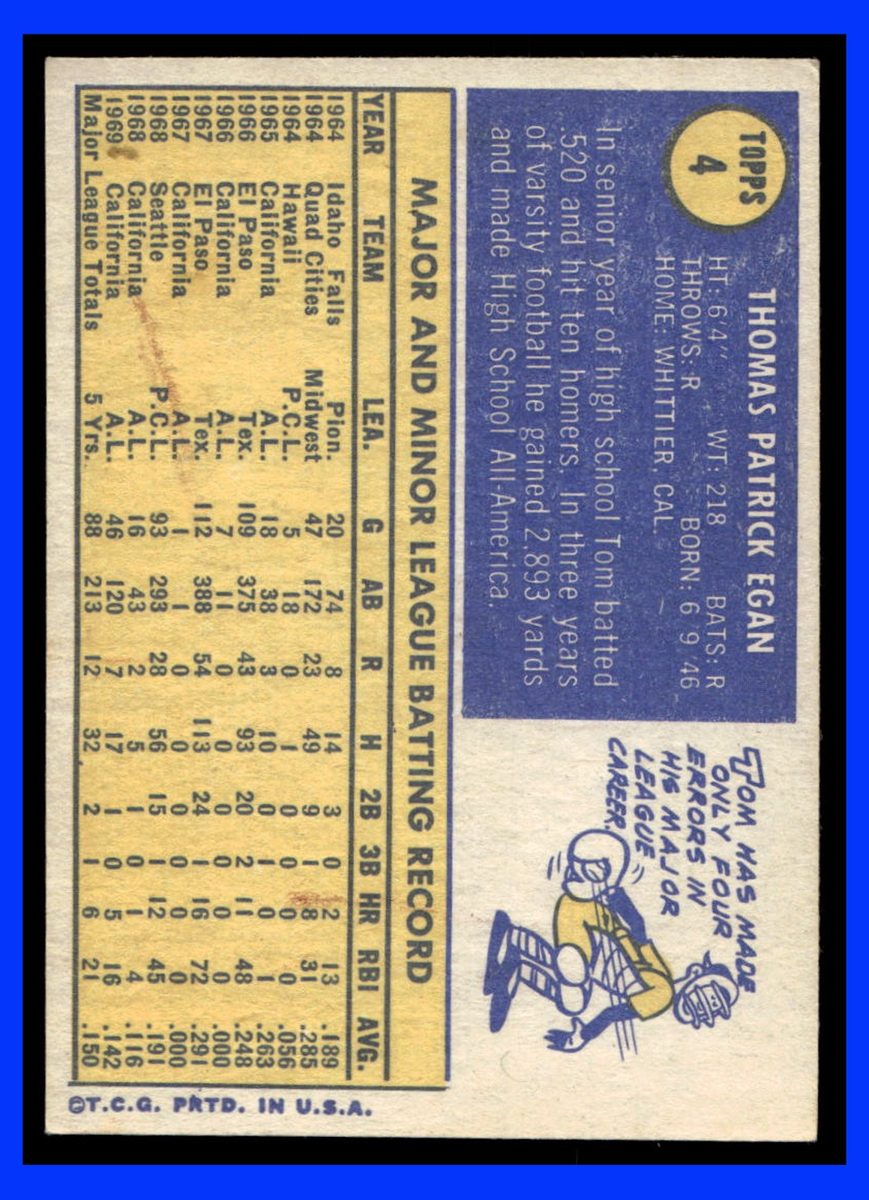 TOPPS
4
THOMAS PATRICK EGAN
HT: 6'4" WT: 218 BATS: R
THROWS: R BORN: 6 9 46
HOME: WHITTIER, CAL.
In senior year of high school Tom batted
.520 and hit ten homers. In three years
of varsity football he gained 2,893 yards
and made High School All-America.
TOM HAS MADE
ONLY FOUR
ERRORS IN
HIS MAJOR
LEAGUE
CAREER.
MAJOR AND MINOR LEAGUE BATTING RECORD
YEAR TEAM LEA. G AB R H 2B 3B HR RBI AVG.
1964 Idaho Falls Pion. 20 74 8 14 3 0 2 13 .189
1964 Quad Cities Midwest 47 172 23 49 9 1 8 31 .285
1964 Hawaii P.C.L. 5 18 0 1 0 0 0 0 .056
1965 California A.L. 18 38 3 10 0 1 0 1 .263
1966 El Paso Tex. 109 375 43 93 20 2 11 48 .248
1966 California A.L. 7 11 0 0 0 0 0 0 .000
1967 El Paso Tex. 112 388 54 113 24 1 16 72 .291
1967 California A.L. 1 1 0 0 0 0 0 0 .000
1968 Seattle P.C.L. 93 293 28 56 15 0 12 45 .191
1968 California A.L. 16 43 2 5 1 0 1 4 .116
1969 California A.L. 46 120 7 17 1 0 5 16 .142
Major League Totals 5 Yrs. 88 213 12 32 2 1 6 21 .150
©T.C.G. PRTD. IN U.S.A.